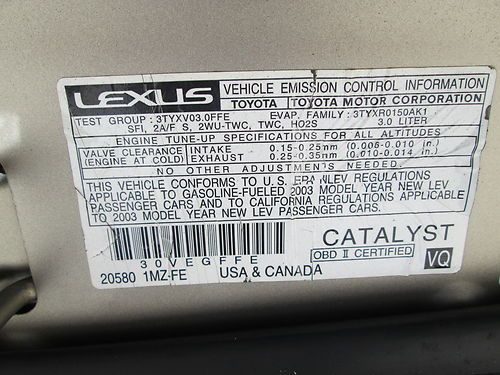 LEXUS VEHICLE EMISSION CONTROL INFORMATION
TOYOTA TOYOTA MOTOR CORPORATION
TEST GROUP : 3TYXV03.0FFE EVAP. FAMILY : 3TYXR0150AK1
SFI, 2A/F S, 2WU-TWC, TWC, HO2S 3.0 LITER
ENGINE TUNE-UP SPECIFICATIONS FOR ALL ALTITUDES
VALVE CLEARANCE INTAKE 0.15-0.25mm (0.006-0.010 in.)
(ENGINE AT COLD) EXHAUST 0.25-0.35mm (0.010-0.014 in.)
NO OTHER ADJUSTMENTS NEEDED.
THIS VEHICLE CONFORMS TO U.S. EPA NLEV REGULATIONS
APPLICABLE TO GASOLINE-FUELED 2003 MODEL YEAR NEW LEV
PASSENGER CARS AND TO CALIFORNIA REGULATIONS APPLICABLE
TO 2003 MODEL YEAR NEW LEV PASSENGER CARS.
CATALYST
OBD II CERTIFIED
30VEGFFE
VQ
20580 1MZ-FE USA & CANADA